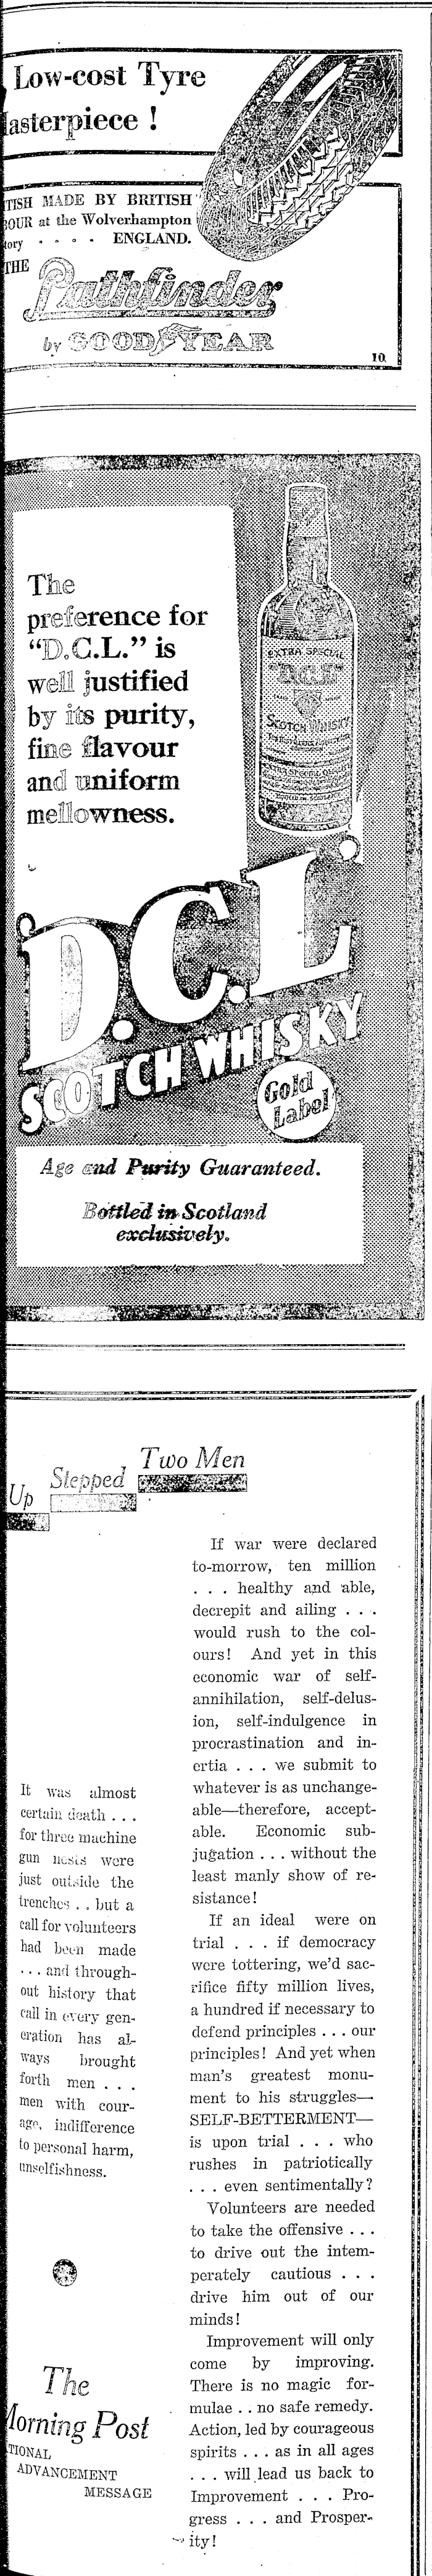 Low-cost Tyre
asterpiece !
TISH MADE BY BRITISH
OUR at the Wolverhampton
tory - - - - ENGLAND.
THE
Pathfinder
by GOODYEAR
10.
The
preference for
"D.C.L." is
well justified
by its purity,
fine flavour
and uniform
mellowness.
EXTRA SPECIAL
"D.C.L."
SCOTCH WHISKY
D.C.L.
SCOTCH WHISKY
Gold
Label
Age and Purity Guaranteed.
Bottled in Scotland
exclusively.
Up Stepped Two Men
It was almost
certain death . . .
for three machine
gun nests were
just outside the
trenches . . but a
call for volunteers
had been made
. . . and through-
out history that
call in every gen-
eration has al-
ways brought
forth men . . .
men with cour-
age, indifference
to personal harm,
unselfishness.
The
Morning Post
TIONAL
ADVANCEMENT
MESSAGE
If war were declared
to-morrow, ten million
. . . healthy and able,
decrepit and ailing . . .
would rush to the col-
ours! And yet in this
economic war of self-
annihilation, self-delus-
ion, self-indulgence in
procrastination and in-
ertia . . . we submit to
whatever is as unchange-
able—therefore, accept-
able. Economic sub-
jugation . . . without the
least manly show of re-
sistance!
If an ideal were on
trial . . . if democracy
were tottering, we'd sac-
rifice fifty million lives,
a hundred if necessary to
defend principles . . . our
principles! And yet when
man's greatest monu-
ment to his struggles—
SELF-BETTERMENT—
is upon trial . . . who
rushes in patriotically
. . . even sentimentally?
Volunteers are needed
to take the offensive . . .
to drive out the intem-
perately cautious . . .
drive him out of our
minds!
Improvement will only
come by improving.
There is no magic for-
mulae . . no safe remedy.
Action, led by courageous
spirits . . . as in all ages
. . . will lead us back to
Improvement . . . Pro-
gress . . . and Prosper-
ity!